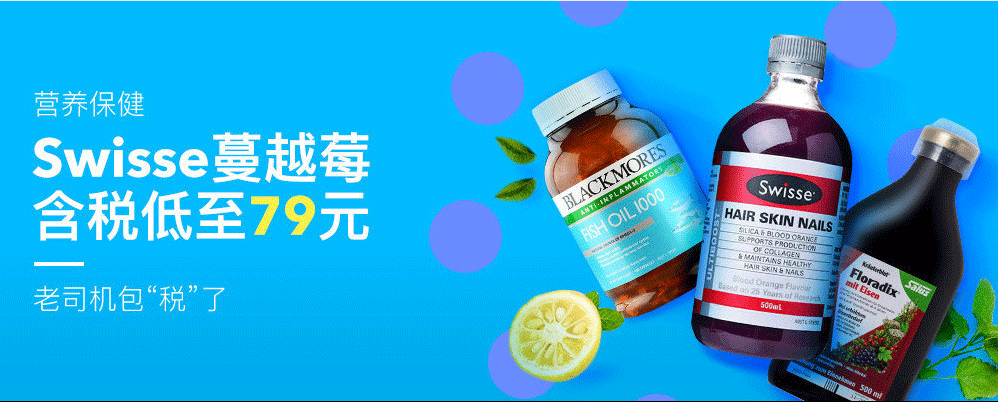 营养保健
Swisse蔓越莓
含税低至79元
老司机包“税”了
BLACKMORES
ANTI-INFLAMMATORY
FISH OIL 1000
Swisse
ULTIBOOST
HAIR SKIN NAILS
SILICA & BLOOD ORANGE
SUPPORTS PRODUCTION
OF COLLAGEN
& MAINTAINS HEALTHY
HAIR SKIN & NAILS
Blood Orange Flavour
Based on 25 Years of Research
500mL
Salus
Kräuterblut
Floradix
mit Eisen
500 ml